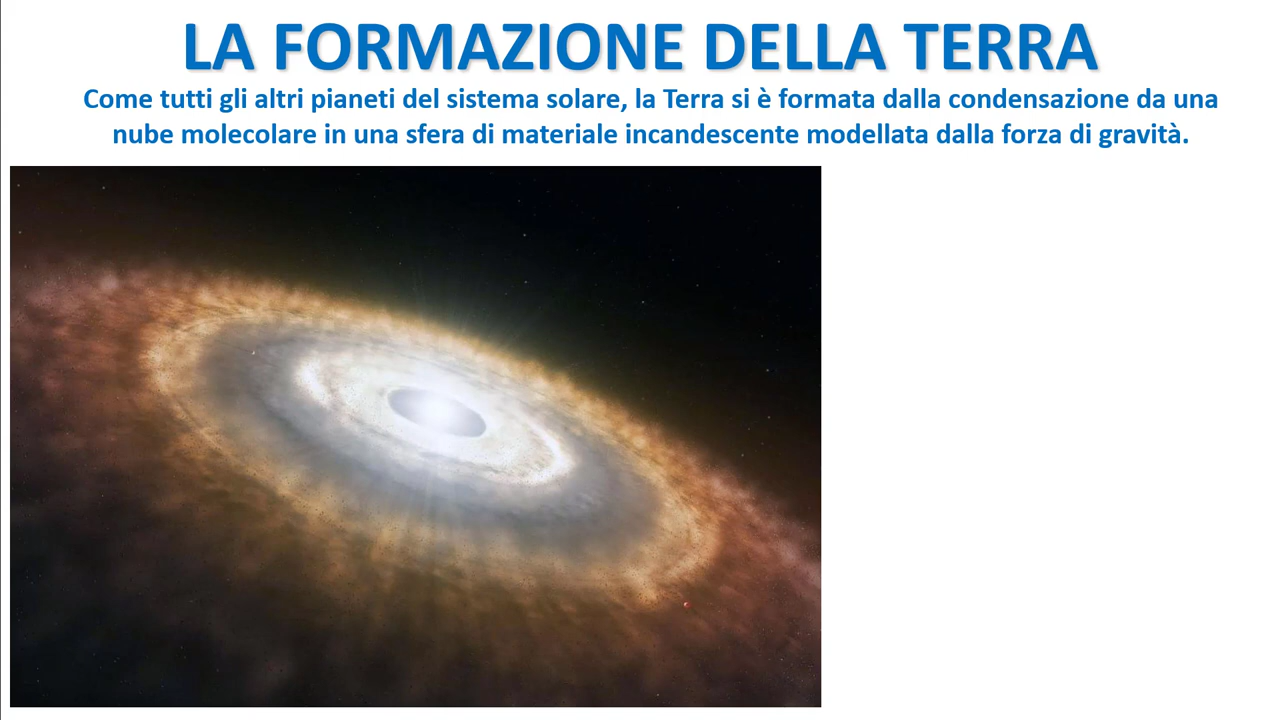 LA FORMAZIONE DELLA TERRA
Come tutti gli altri pianeti del sistema solare, la Terra si è formata dalla condensazione da una
nube molecolare in una sfera di materiale incandescente modellata dalla forza di gravità.